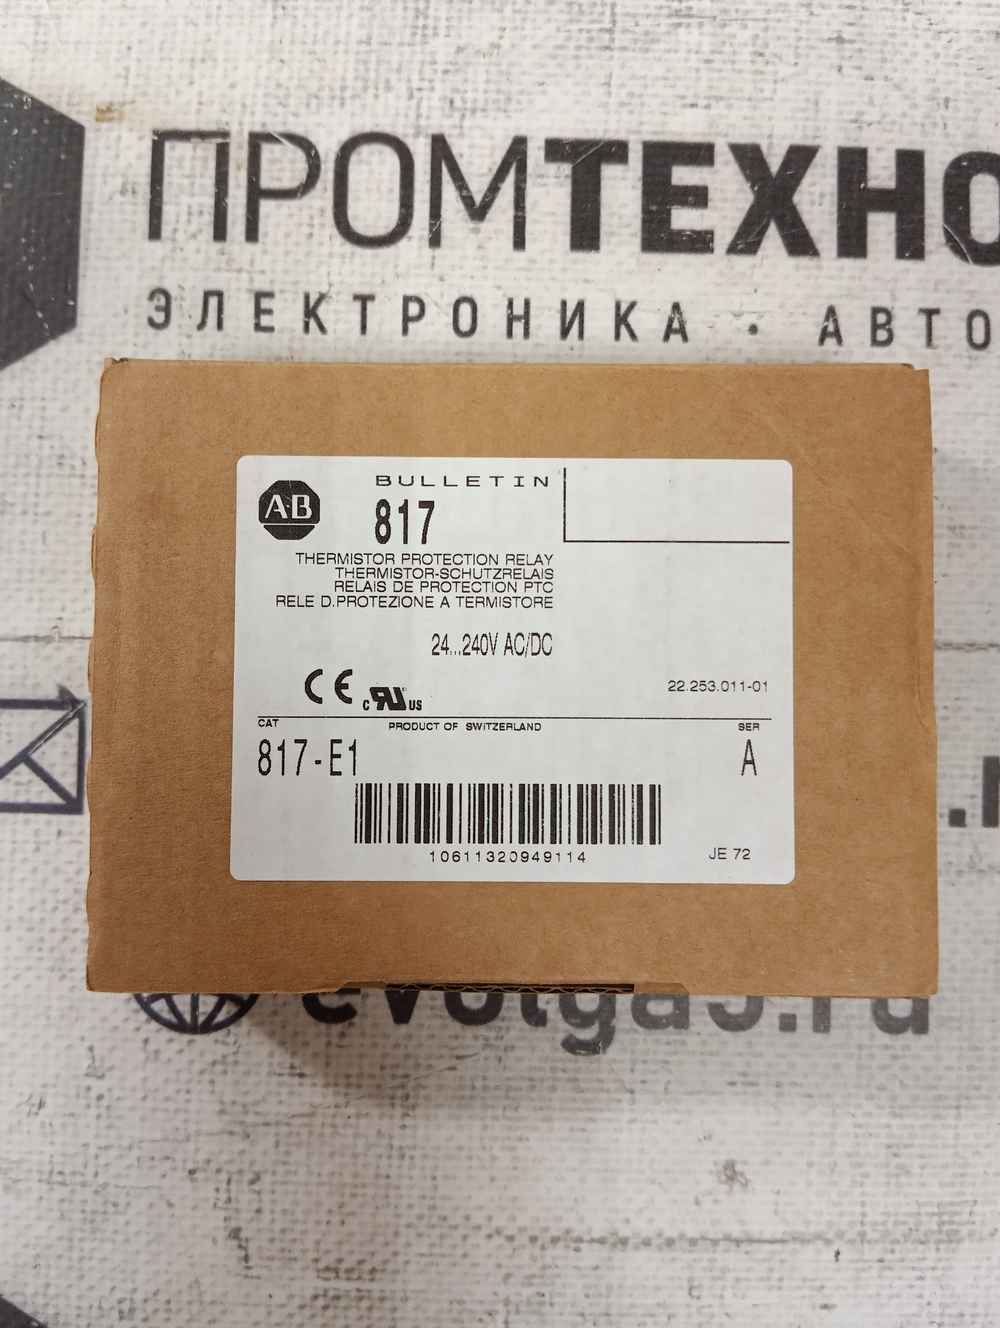 ПРОМТЕХНО
ЭЛЕКТРОНИКА · АВТО
BULLETIN
AB
817
THERMISTOR PROTECTION RELAY
THERMISTOR-SCHUTZRELAIS
RELAIS DE PROTECTION PTC
RELE D.PROTEZIONE A TERMISTORE
24...240V AC/DC
CE c RU US
22.253.011-01
CAT
PRODUCT OF SWITZERLAND
SER
817-E1
A
10611320949114
JE 72